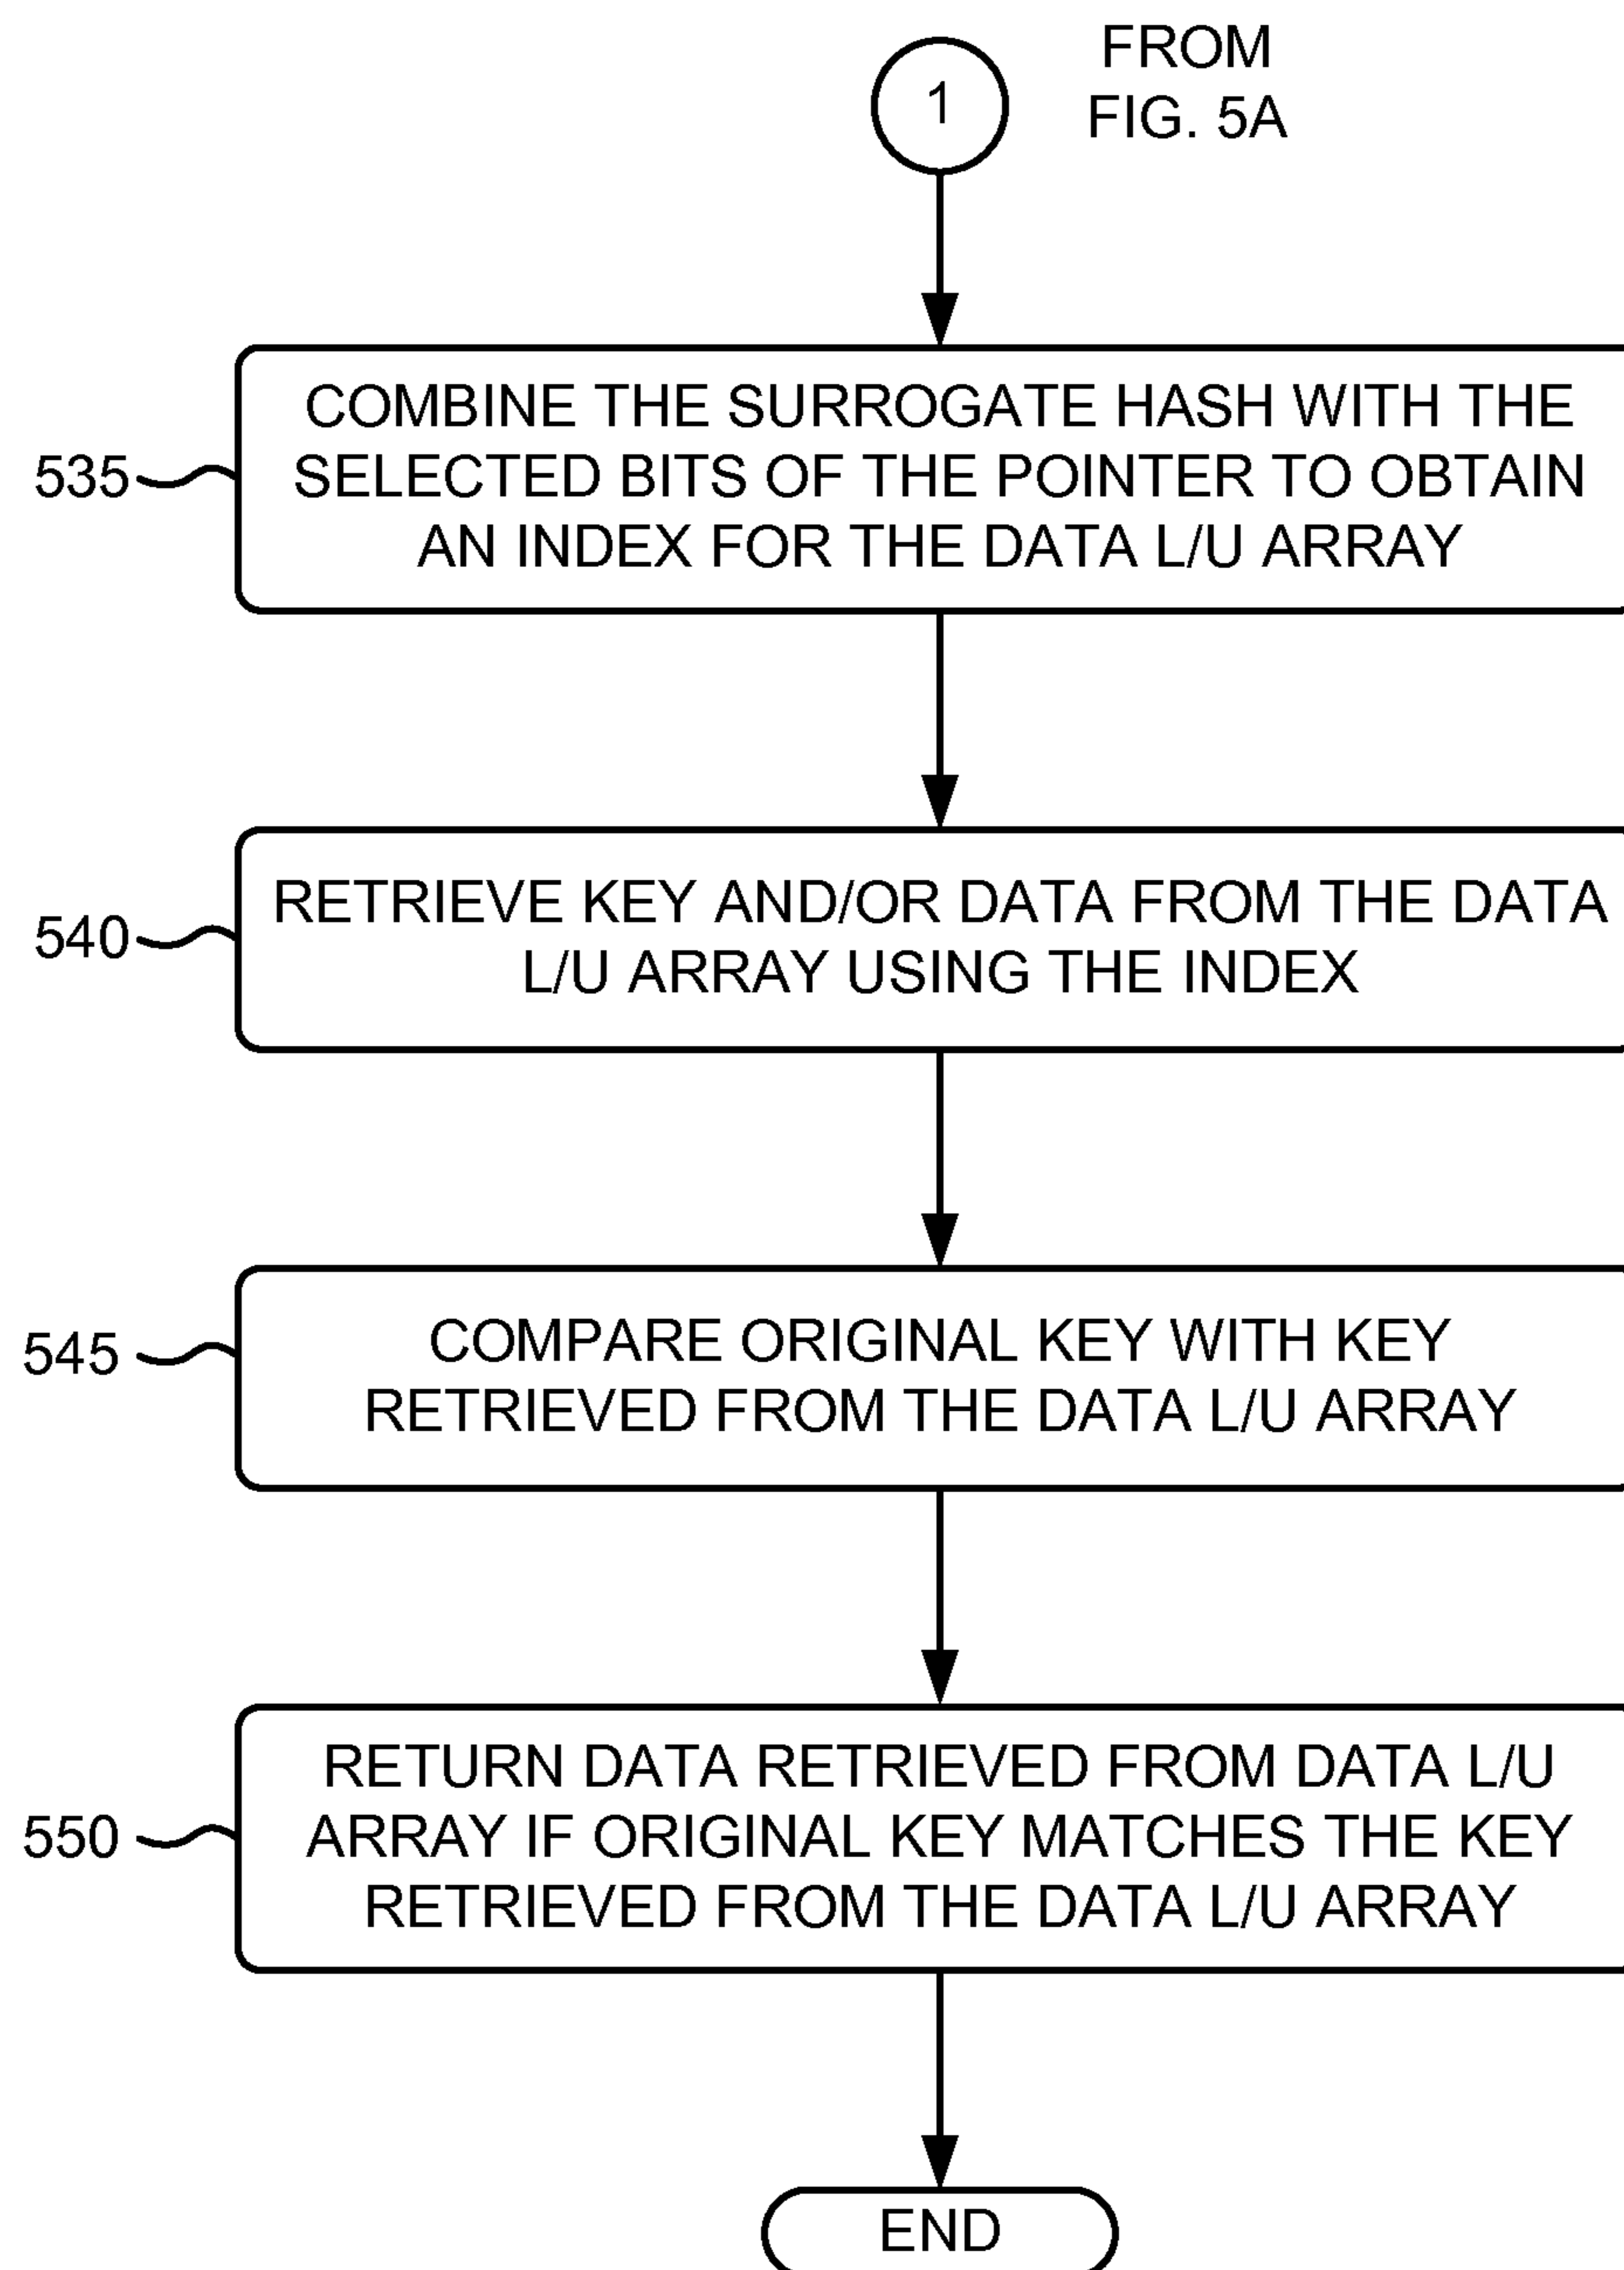 1
FROM
FIG. 5A
535
COMBINE THE SURROGATE HASH WITH THE
SELECTED BITS OF THE POINTER TO OBTAIN
AN INDEX FOR THE DATA L/U ARRAY
540
RETRIEVE KEY AND/OR DATA FROM THE DATA
L/U ARRAY USING THE INDEX
545
COMPARE ORIGINAL KEY WITH KEY
RETRIEVED FROM THE DATA L/U ARRAY
550
RETURN DATA RETRIEVED FROM DATA L/U
ARRAY IF ORIGINAL KEY MATCHES THE KEY
RETRIEVED FROM THE DATA L/U ARRAY
END